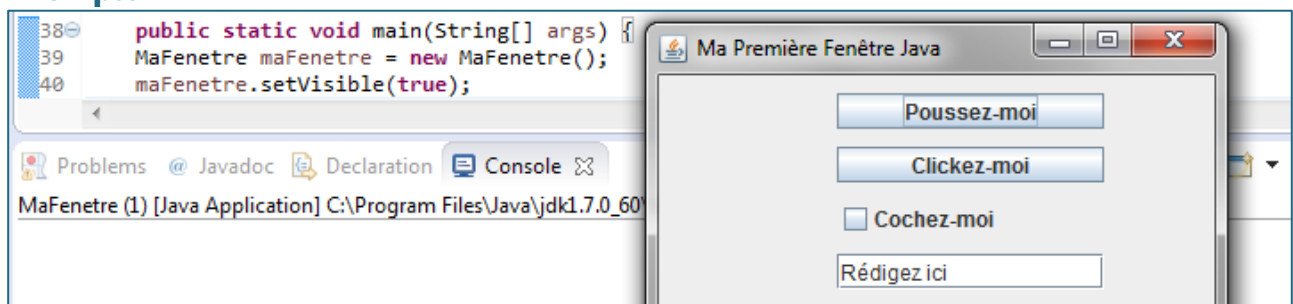 38 public static void main(String[] args) {
39 MaFenetre maFenetre = new MaFenetre();
40 maFenetre.setVisible(true);
Problems @ Javadoc Declaration Console
MaFenetre (1) [Java Application] C:\Program Files\Java\jdk1.7.0_60\
Ma Première Fenêtre Java
Poussez-moi
Clickez-moi
Cochez-moi
Rédigez ici